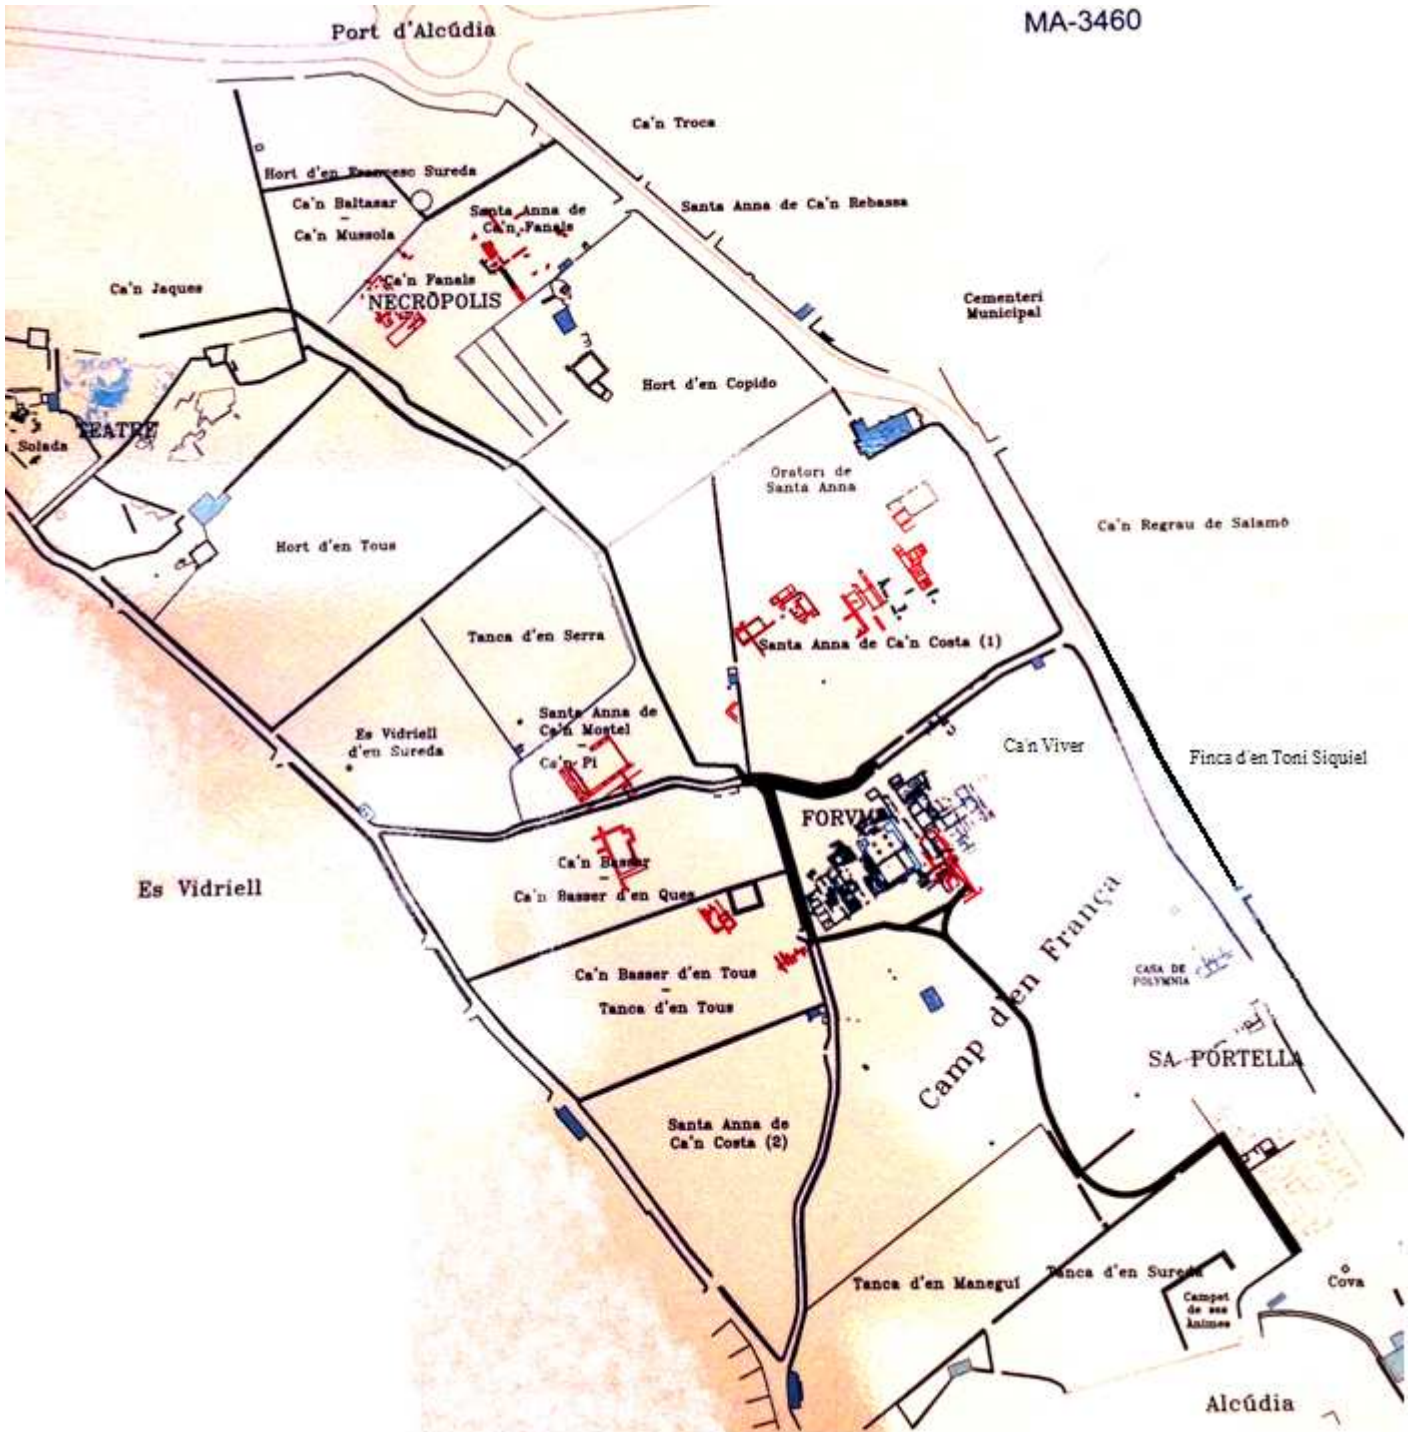 MA-3460
Port d'Alcúdia
Ca'n Troca
Hort d'en Francesc Sureda
Ca'n Baltasar
-
Ca'n Mussola
Santa Anna de
Ca'n Fanals
Santa Anna de Ca'n Rebassa
Ca'n Jaques
Ca'n Fanals
NECRÒPOLIS
Cementeri
Municipal
Hort d'en Copido
TEATRE
Solada
Oratori de
Santa Anna
Ca'n Regrau de Salamó
Hort d'en Tous
Tanca d'en Serra
Santa Anna de Ca'n Costa (1)
Santa Anna de
Ca'n Mostel
-
Ca'n Pi
Es Vidriell
d'en Sureda
Ca'n Viver
Finca d'en Toni Siquiel
FORVM
Ca'n Basser
-
Ca'n Basser d'en Ques
Es Vidriell
Camp d'en França
Ca'n Basser d'en Tous
-
Tanca d'en Tous
CASA DE
POLYMNIA
SA PORTELLA
Santa Anna de
Ca'n Costa (2)
Tanca d'en Maneguí
Tanca d'en Sureda
Cova
Campet
de ses
Ànimes
Alcúdia